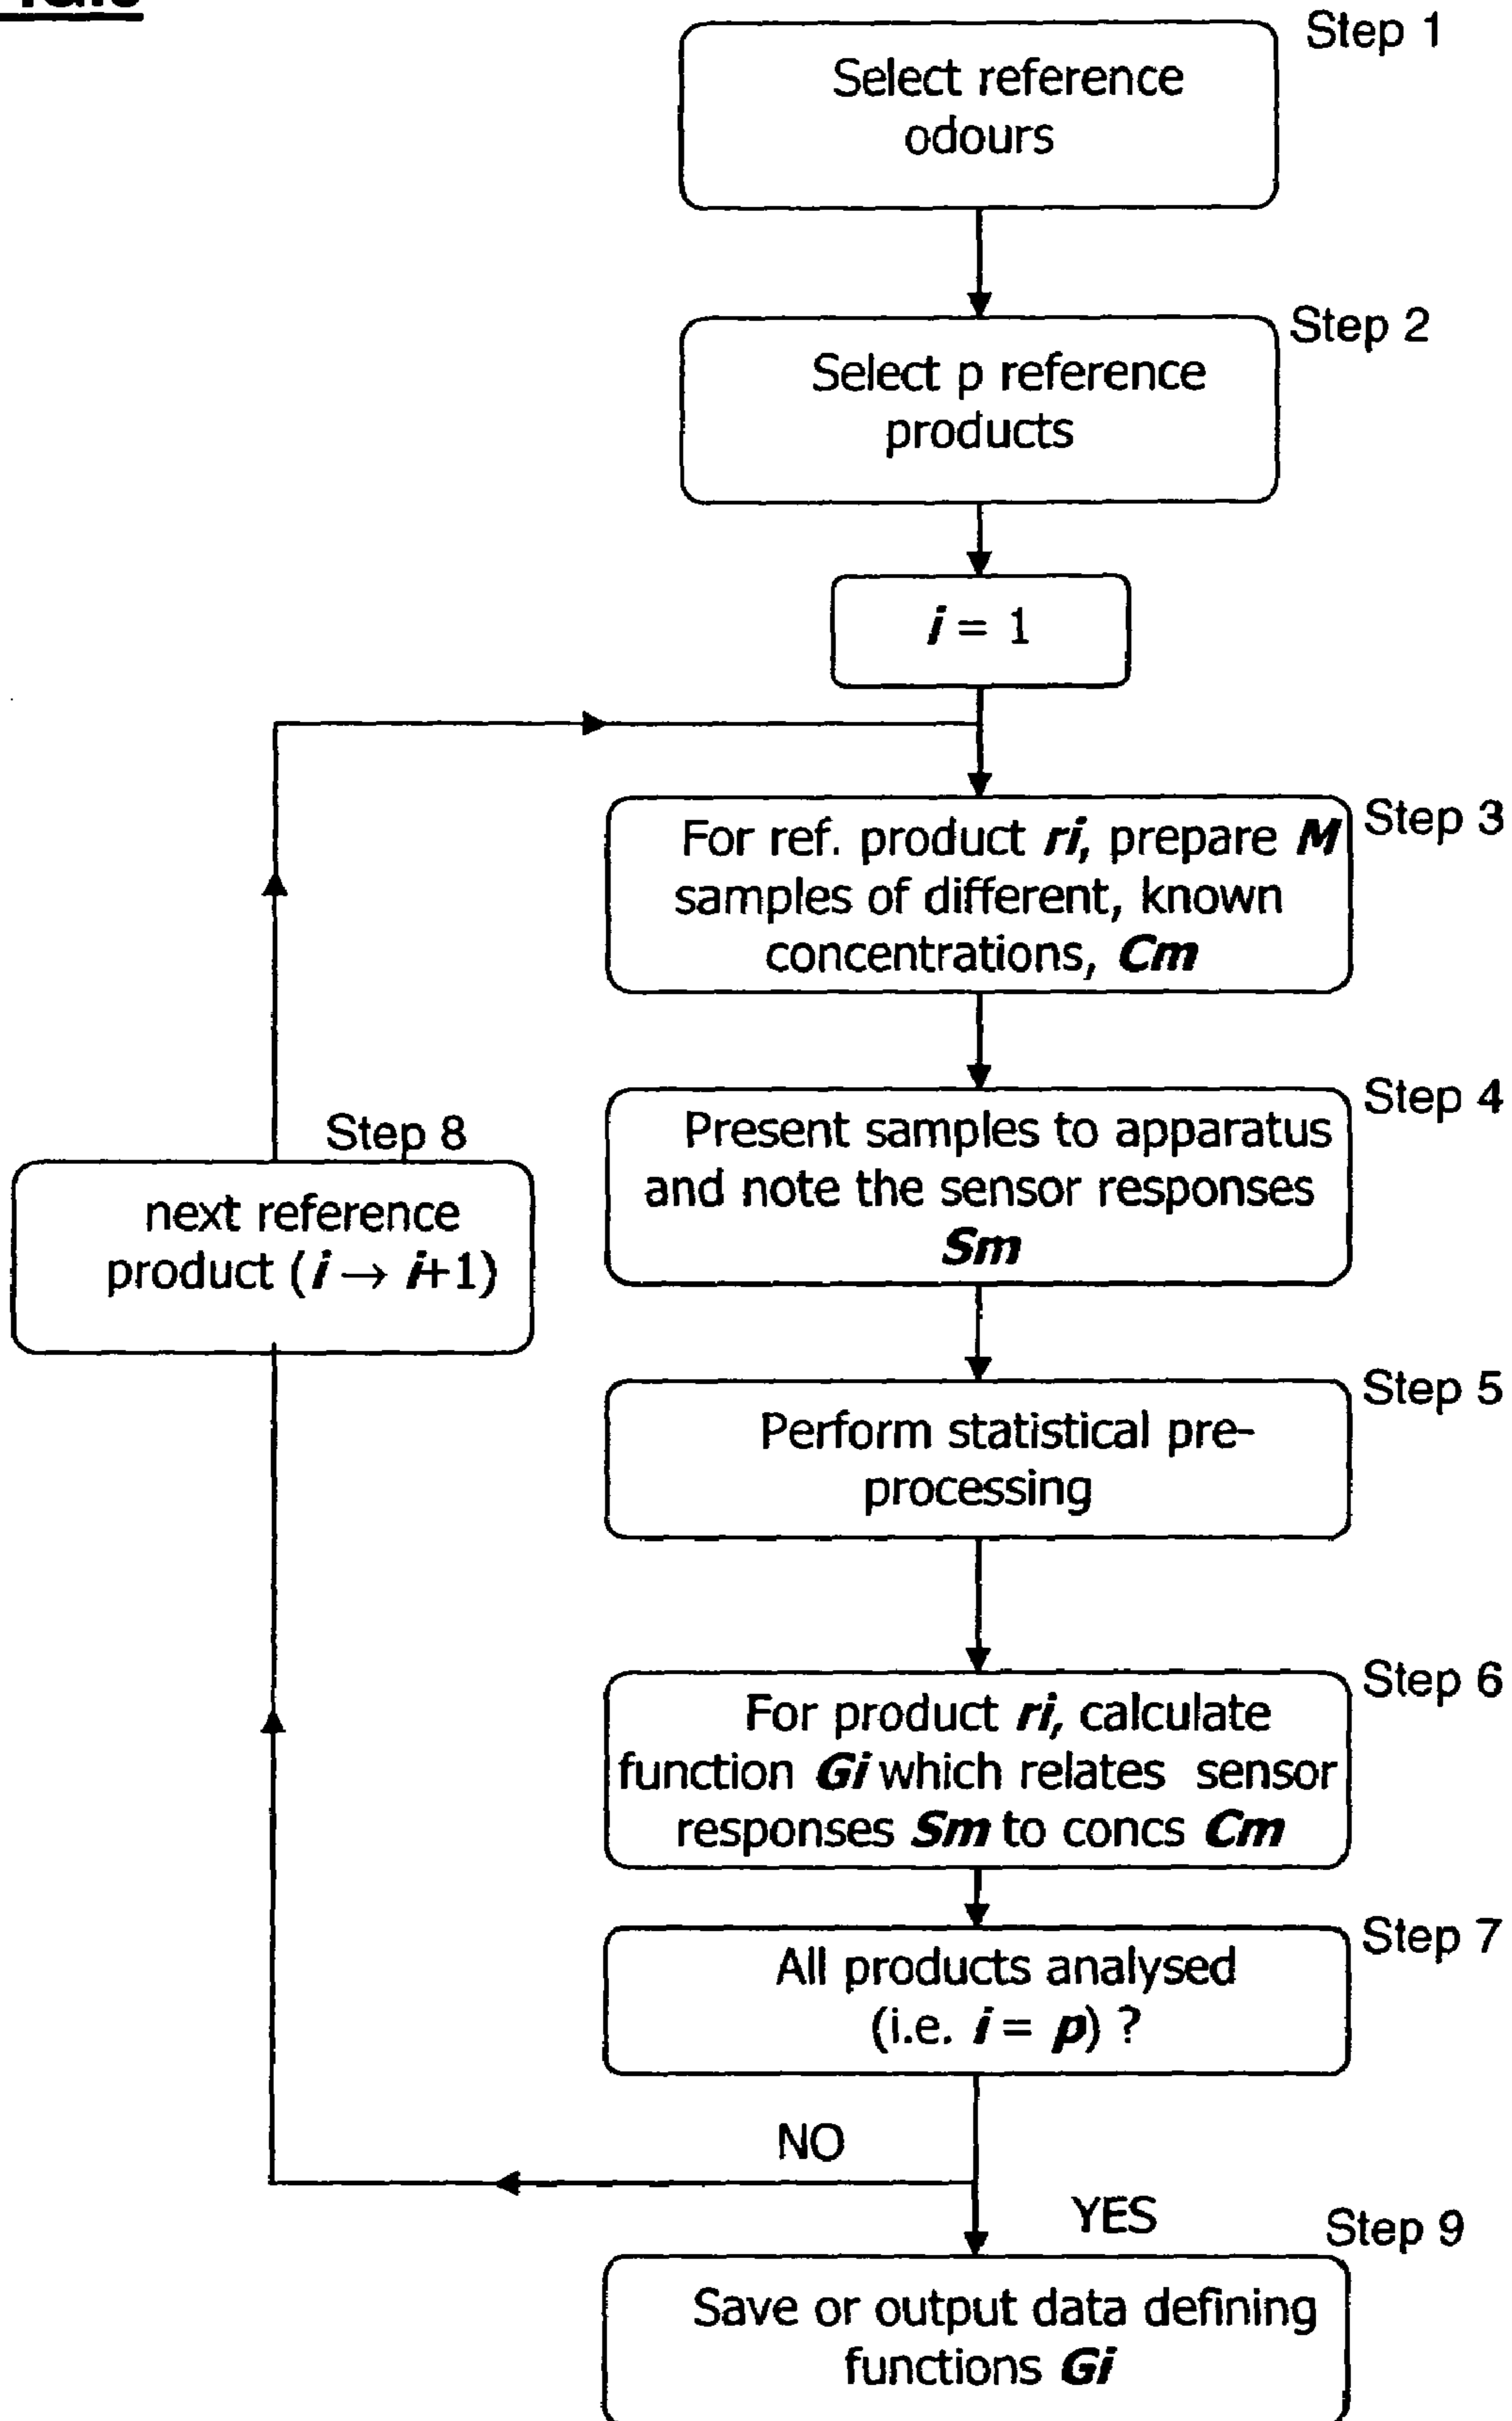 Step 1
Select reference
odours
Step 2
Select p reference
products
i = 1
Step 3
For ref. product ri, prepare M
samples of different, known
concentrations, Cm
Step 4
Present samples to apparatus
and note the sensor responses
Sm
Step 5
Perform statistical pre-
processing
Step 6
For product ri, calculate
function Gi which relates sensor
responses Sm to concs Cm
Step 7
All products analysed
(i.e. i = p) ?
NO
Step 8
next reference
product (i → i+1)
YES
Step 9
Save or output data defining
functions Gi